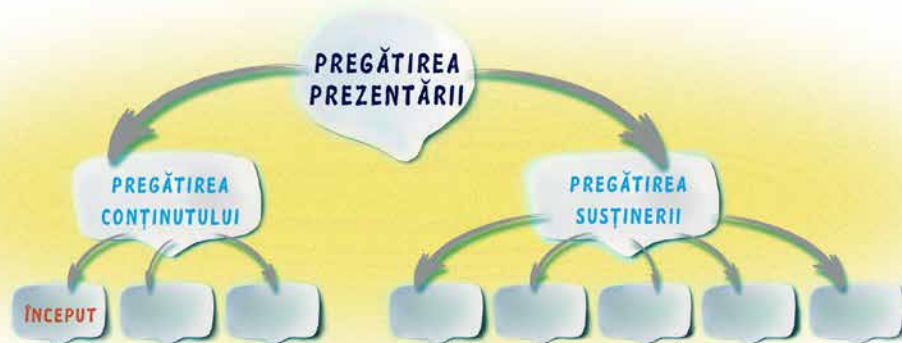 PREGĂTIREA
PREZENTĂRII
PREGĂTIREA
CONȚINUTULUI
PREGĂTIREA
SUSȚINERII
ÎNCEPUT